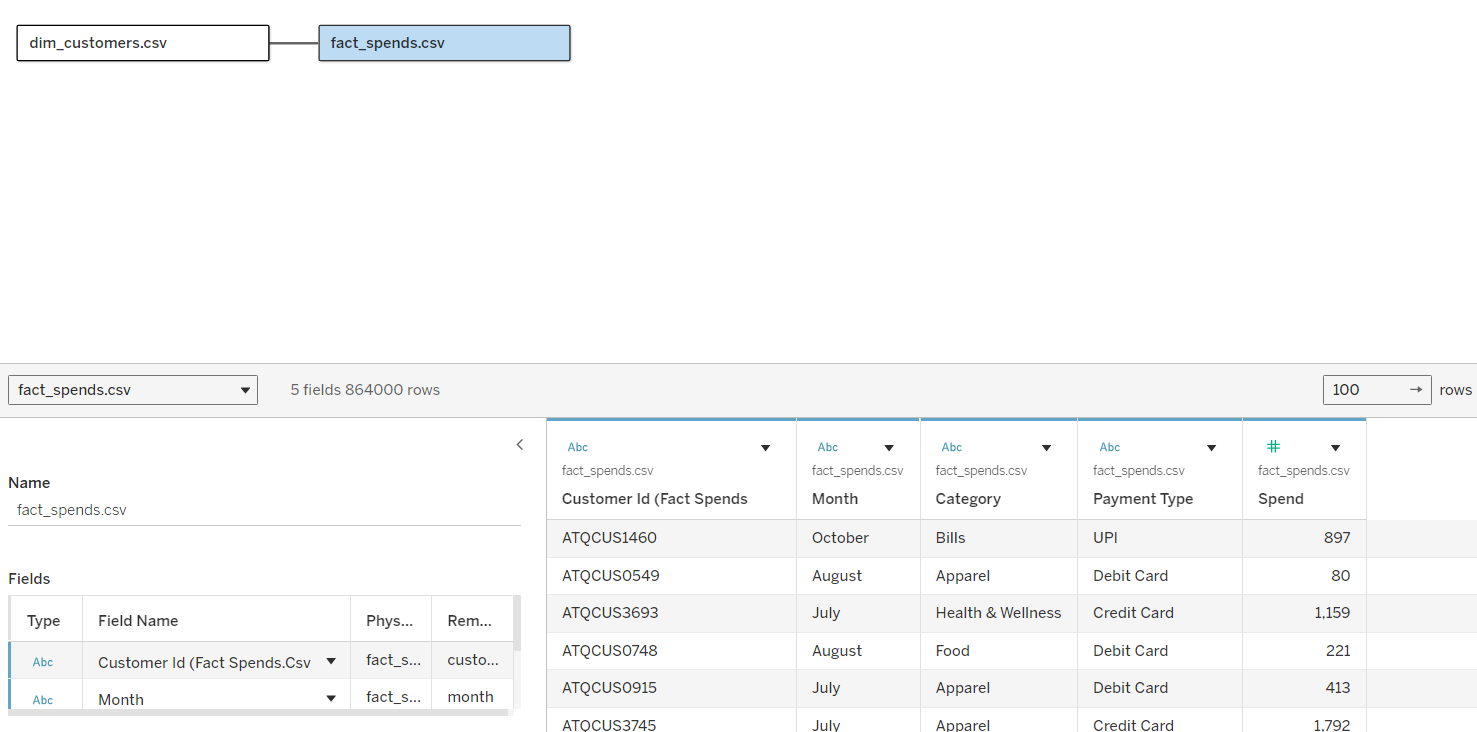 dim_customers.csv fact_spends.csv
fact_spends.csv 5 fields 864000 rows 100 → rows
Name
fact_spends.csv
Fields
Type Field Name Phys... Rem...
Abc Customer Id (Fact Spends.Csv fact_s... custo...
Abc Month fact_s... month
Abc Abc Abc Abc #
fact_spends.csv fact_spends.csv fact_spends.csv fact_spends.csv fact_spends.csv
Customer Id (Fact Spends Month Category Payment Type Spend
ATQCUS1460 October Bills UPI 897
ATQCUS0549 August Apparel Debit Card 80
ATQCUS3693 July Health & Wellness Credit Card 1,159
ATQCUS0748 August Food Debit Card 221
ATQCUS0915 July Apparel Debit Card 413
ATQCUS3745 July Apparel Credit Card 1,792